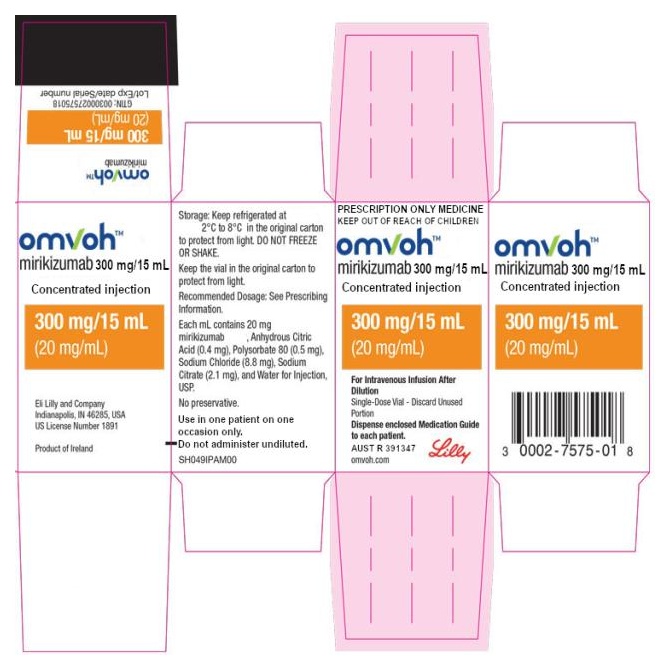 Lot/Exp date/Serial number
GTIN: 00300027575018
300 mg/15 mL
(20 mg/mL)
omvoh™
mirikizumab
omvoh™
mirikizumab 300 mg/15 mL
Concentrated injection
300 mg/15 mL
(20 mg/mL)
Eli Lilly and Company
Indianapolis, IN 46285, USA
US License Number 1891
Product of Ireland
Storage: Keep refrigerated at
2°C to 8°C in the original carton
to protect from light. DO NOT FREEZE
OR SHAKE.
Keep the vial in the original carton to
protect from light.
Recommended Dosage: See Prescribing
Information.
Each mL contains 20 mg
mirikizumab , Anhydrous Citric
Acid (0.4 mg), Polysorbate 80 (0.5 mg),
Sodium Chloride (8.8 mg), Sodium
Citrate (2.1 mg), and Water for Injection,
USP.
No preservative.
Use in one patient on one
occasion only.
Do not administer undiluted.
SH049IPAM00
PRESCRIPTION ONLY MEDICINE
KEEP OUT OF REACH OF CHILDREN
omvoh™
mirikizumab 300 mg/15 mL
Concentrated injection
300 mg/15 mL
(20 mg/mL)
For Intravenous Infusion After
Dilution
Single-Dose Vial - Discard Unused
Portion
Dispense enclosed Medication Guide
to each patient.
AUST R 391347
omvoh.com
Lilly
omvoh™
mirikizumab 300 mg/15 mL
Concentrated injection
300 mg/15 mL
(20 mg/mL)
3 0002-7575-01 8